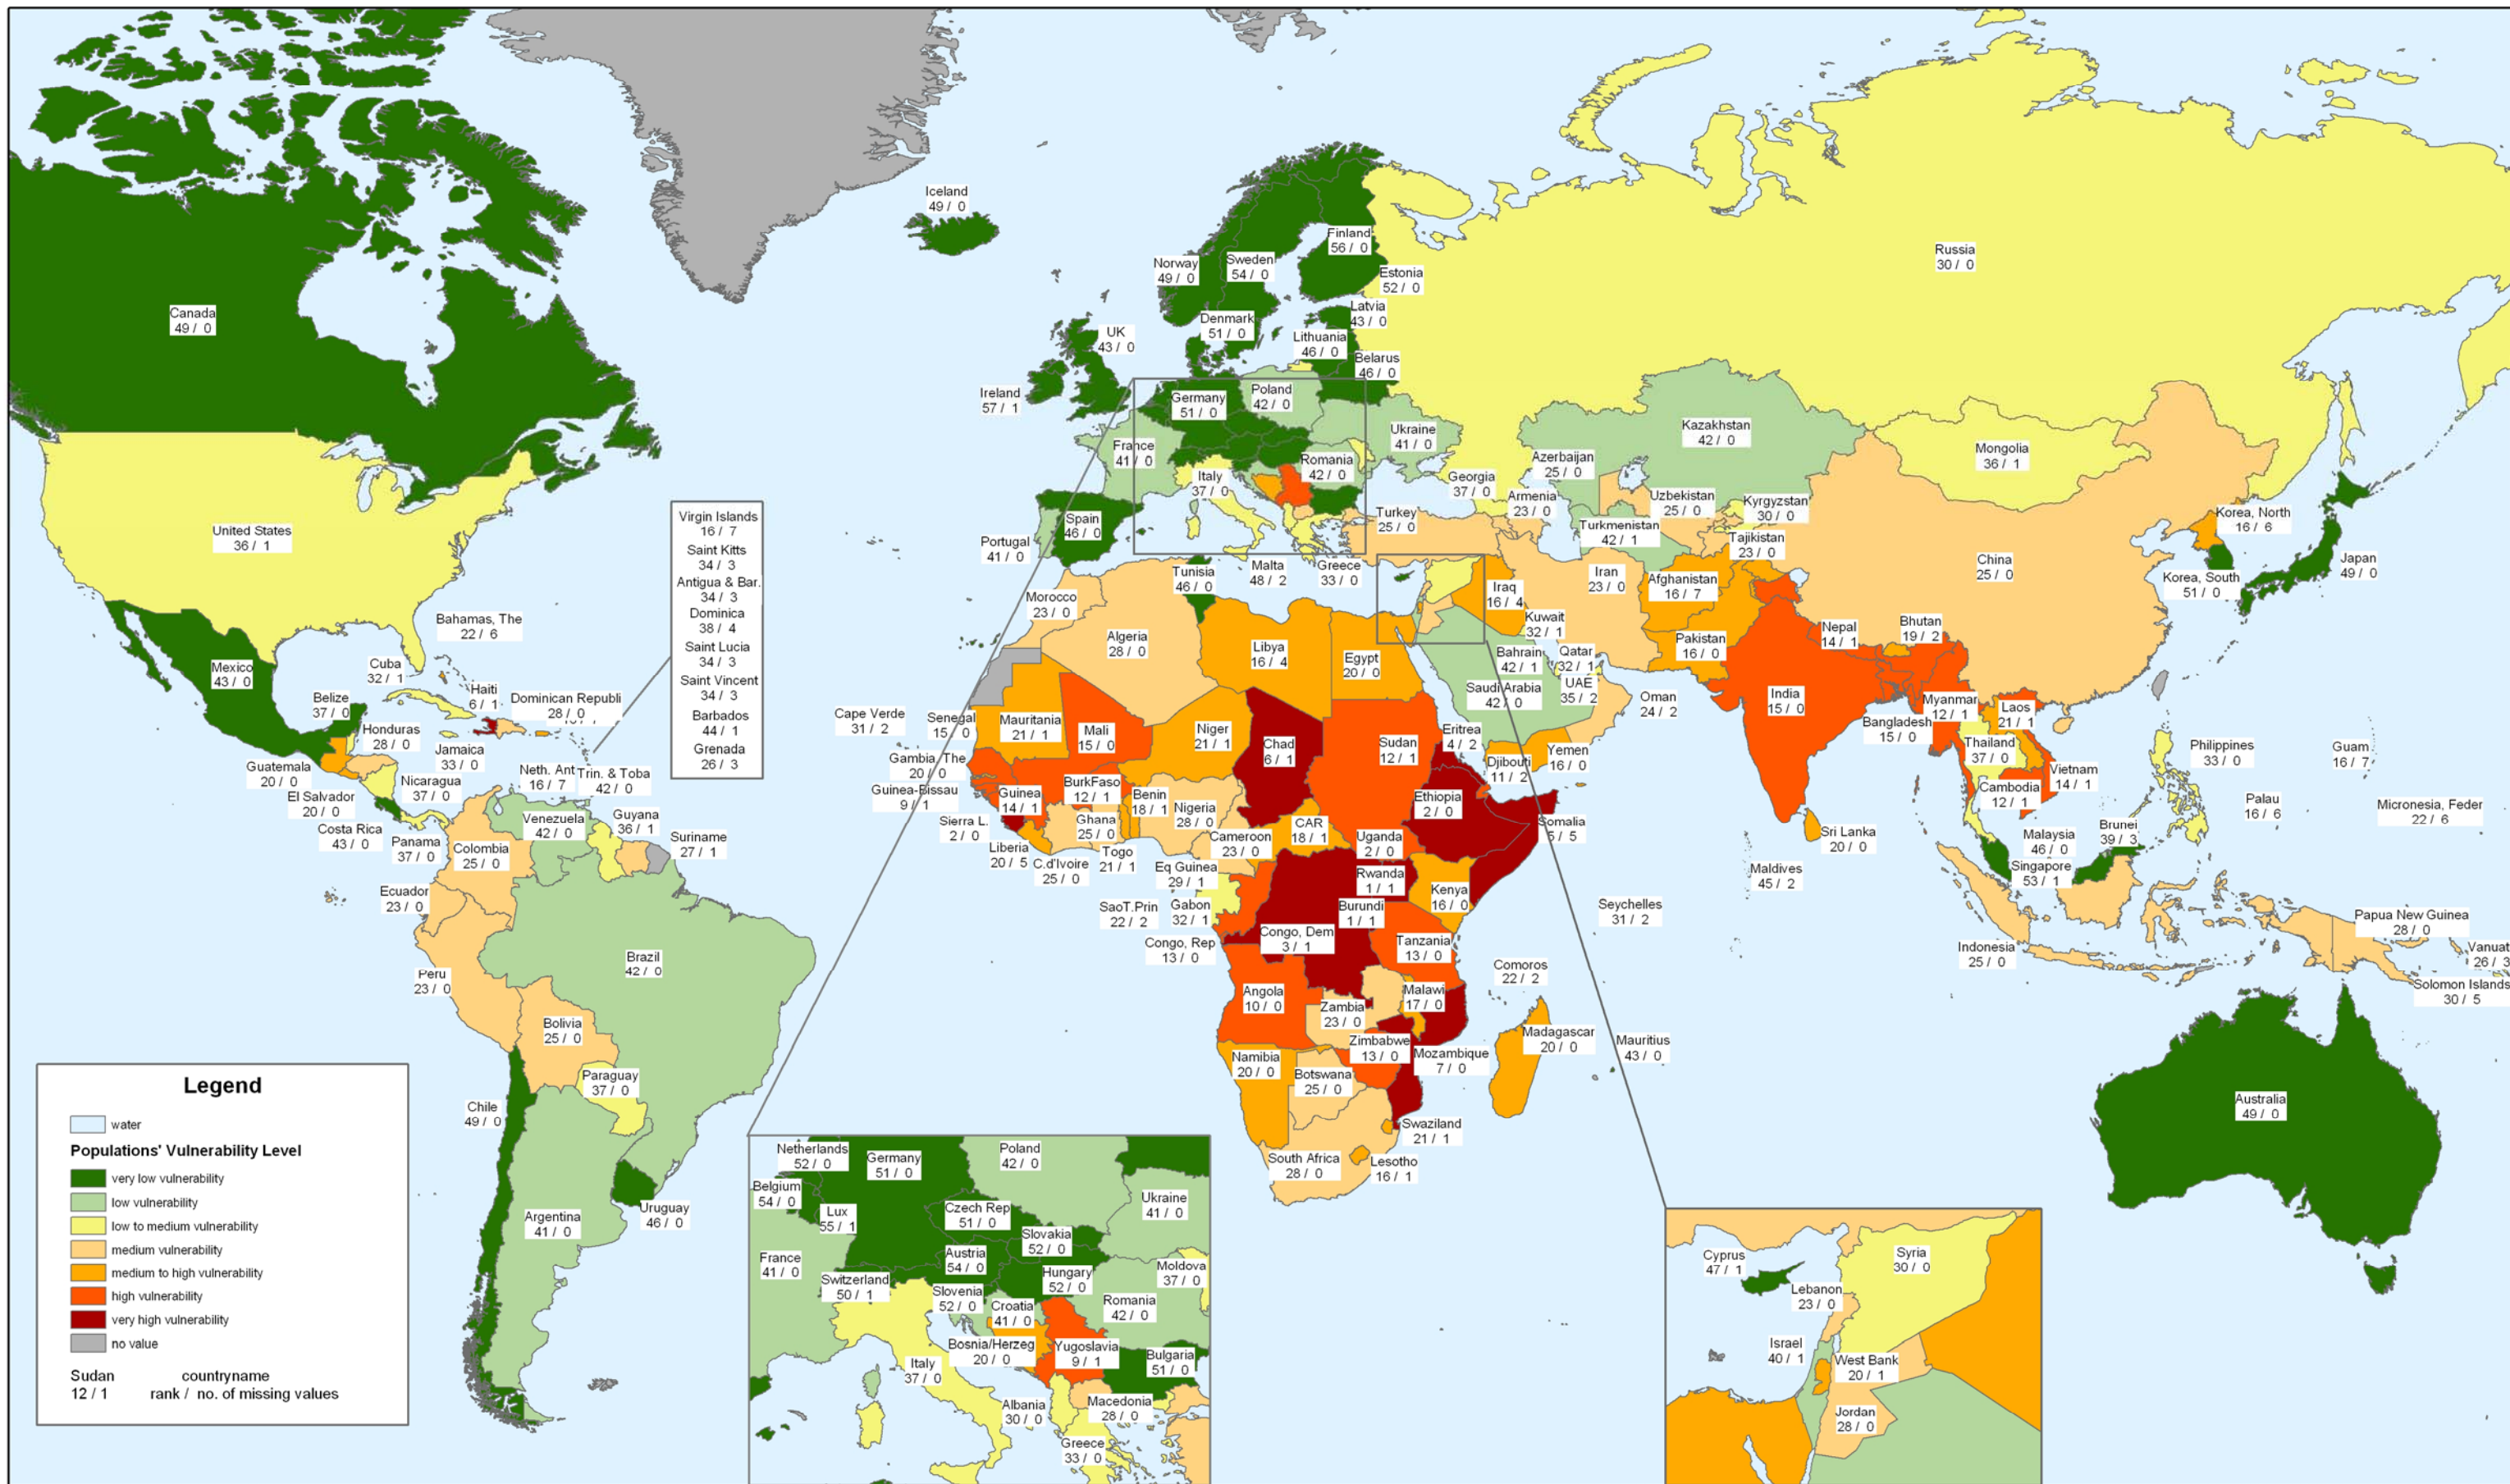 Iceland
49 / 0
Finland
56 / 0
Norway
49 / 0
Sweden
54 / 0
Estonia
52 / 0
Russia
30 / 0
Canada
49 / 0
UK
43 / 0
Denmark
51 / 0
Latvia
43 / 0
Lithuania
46 / 0
Belarus
46 / 0
Ireland
57 / 1
Germany
51 / 0
Poland
42 / 0
France
41 / 0
Ukraine
41 / 0
Kazakhstan
42 / 0
Mongolia
36 / 1
Italy
37 / 0
Romania
42 / 0
Georgia
37 / 0
Azerbaijan
25 / 0
Armenia
23 / 0
Uzbekistan
25 / 0
Kyrgyzstan
30 / 0
Korea, North
16 / 6
United States
36 / 1
Virgin Islands
16 / 7
Saint Kitts
34 / 3
Antigua & Bar.
34 / 3
Dominica
38 / 4
Saint Lucia
34 / 3
Saint Vincent
34 / 3
Barbados
44 / 1
Grenada
26 / 3
Portugal
41 / 0
Spain
46 / 0
Turkey
25 / 0
Turkmenistan
42 / 1
Tajikistan
23 / 0
China
25 / 0
Korea, South
51 / 0
Japan
49 / 0
Tunisia
46 / 0
Malta
48 / 2
Greece
33 / 0
Iraq
16 / 4
Iran
23 / 0
Afghanistan
16 / 7
Morocco
23 / 0
Kuwait
32 / 1
Bahamas, The
22 / 6
Algeria
28 / 0
Libya
16 / 4
Egypt
20 / 0
Bahrain
42 / 1
Qatar
32 / 1
Pakistan
16 / 0
Nepal
14 / 1
Bhutan
19 / 2
Mexico
43 / 0
Cuba
32 / 1
Haiti
6 / 1
Dominican Republi
28 / 0
Belize
37 / 0
Honduras
28 / 0
Jamaica
33 / 0
Saudi Arabia
42 / 0
UAE
35 / 2
Oman
24 / 2
India
15 / 0
Bangladesh
15 / 0
Myanmar
12 / 1
Laos
21 / 1
Cape Verde
31 / 2
Senegal
15 / 0
Mauritania
21 / 1
Mali
15 / 0
Niger
21 / 1
Chad
6 / 1
Sudan
12 / 1
Eritrea
4 / 2
Djibouti
11 / 2
Yemen
16 / 0
Thailand
37 / 0
Vietnam
14 / 1
Philippines
33 / 0
Guam
16 / 7
Guatemala
20 / 0
El Salvador
20 / 0
Nicaragua
37 / 0
Neth. Ant
16 / 7
Trin. & Toba
42 / 0
Costa Rica
43 / 0
Panama
37 / 0
Venezuela
42 / 0
Guyana
36 / 1
Suriname
27 / 1
Gambia, The
20 / 0
Guinea-Bissau
9 / 1
Guinea
14 / 1
BurkFaso
12 / 1
Benin
18 / 1
Nigeria
28 / 0
Ethiopia
2 / 0
Somalia
5 / 5
Cambodia
12 / 1
Palau
16 / 6
Micronesia, Feder
22 / 6
Sierra L.
2 / 0
Liberia
20 / 5
C.d'Ivoire
25 / 0
Ghana
25 / 0
Togo
21 / 1
Cameroon
23 / 0
CAR
18 / 1
Uganda
2 / 0
Sri Lanka
20 / 0
Malaysia
46 / 0
Brunei
39 / 3
Singapore
53 / 1
Maldives
45 / 2
Colombia
25 / 0
Ecuador
23 / 0
Eq Guinea
29 / 1
SaoT.Prin
22 / 2
Gabon
32 / 1
Congo, Rep
13 / 0
Congo, Dem
3 / 1
Rwanda
1 / 1
Burundi
1 / 1
Kenya
16 / 0
Tanzania
13 / 0
Seychelles
31 / 2
Indonesia
25 / 0
Papua New Guinea
28 / 0
Vanuat
26 / 3
Solomon Islands
30 / 5
Peru
23 / 0
Brazil
42 / 0
Bolivia
25 / 0
Paraguay
37 / 0
Angola
10 / 0
Zambia
23 / 0
Malawi
17 / 0
Comoros
22 / 2
Madagascar
20 / 0
Mauritius
43 / 0
Namibia
20 / 0
Botswana
25 / 0
Zimbabwe
13 / 0
Mozambique
7 / 0
Swaziland
21 / 1
South Africa
28 / 0
Lesotho
16 / 1
Australia
49 / 0
Chile
49 / 0
Argentina
41 / 0
Uruguay
46 / 0
Legend
water
Populations' Vulnerability Level
very low vulnerability
low vulnerability
low to medium vulnerability
medium vulnerability
medium to high vulnerability
high vulnerability
very high vulnerability
no value
Sudan countryname
12 / 1 rank / no. of missing values
Netherlands
52 / 0
Germany
51 / 0
Poland
42 / 0
Belgium
54 / 0
Lux
55 / 1
Czech Rep
51 / 0
Ukraine
41 / 0
Slovakia
52 / 0
France
41 / 0
Austria
54 / 0
Switzerland
50 / 1
Hungary
52 / 0
Moldova
37 / 0
Slovenia
52 / 0
Croatia
41 / 0
Romania
42 / 0
Bosnia/Herzeg
20 / 0
Yugoslavia
9 / 1
Bulgaria
51 / 0
Italy
37 / 0
Albania
30 / 0
Macedonia
28 / 0
Greece
33 / 0
Cyprus
47 / 1
Syria
30 / 0
Lebanon
23 / 0
Israel
40 / 1
West Bank
20 / 1
Jordan
28 / 0